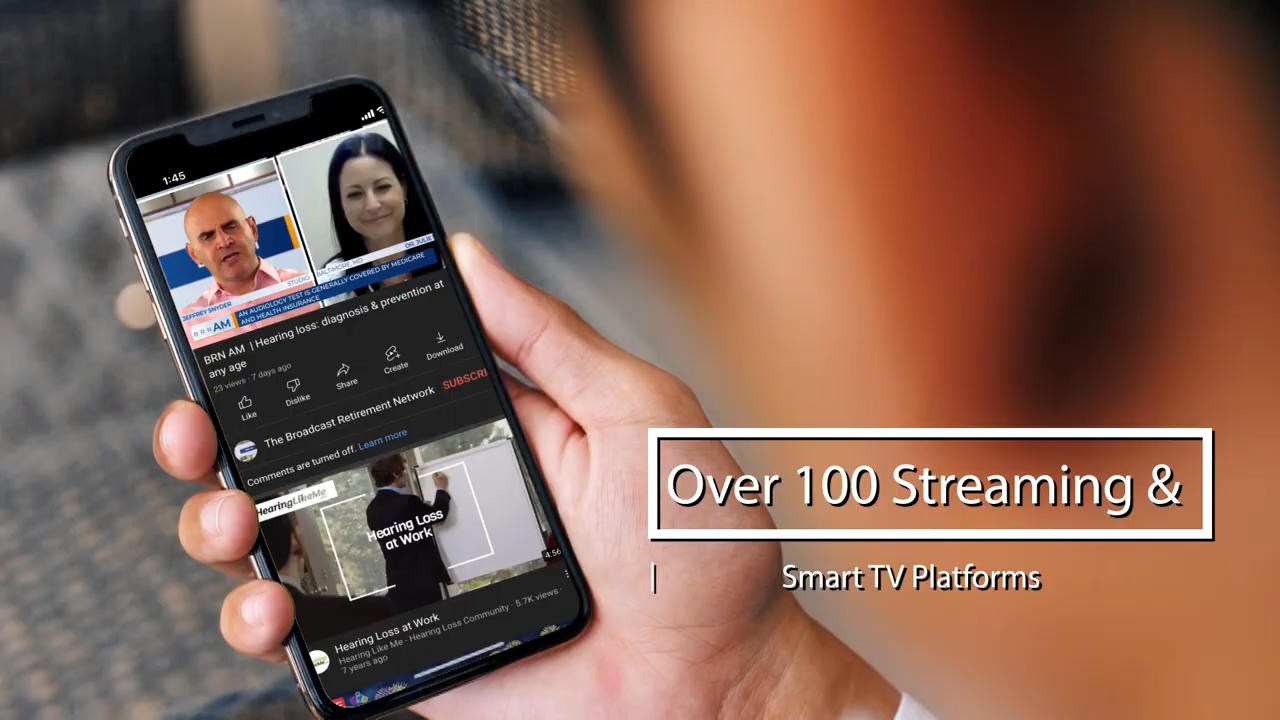 1:45
JEFFREY SNYDER
STUDIO
BALTIMORE, MD
DR. JULIE
BRN AM
AN AUDIOLOGY TEST IS GENERALLY COVERED BY MEDICARE
AND HEALTH INSURANCE
BRN AM | Hearing loss: diagnosis & prevention at
any age
23 views · 7 days ago
Like
Dislike
Share
Create
Download
The Broadcast Retirement Network
SUBSCRI
Comments are turned off. Learn more
HearingLikeMe
Hearing Loss
at Work
4:56
Hearing Loss at Work
Hearing Like Me - Hearing Loss Community · 5.7K views ·
7 years ago
Over 100 Streaming &
| Smart TV Platforms